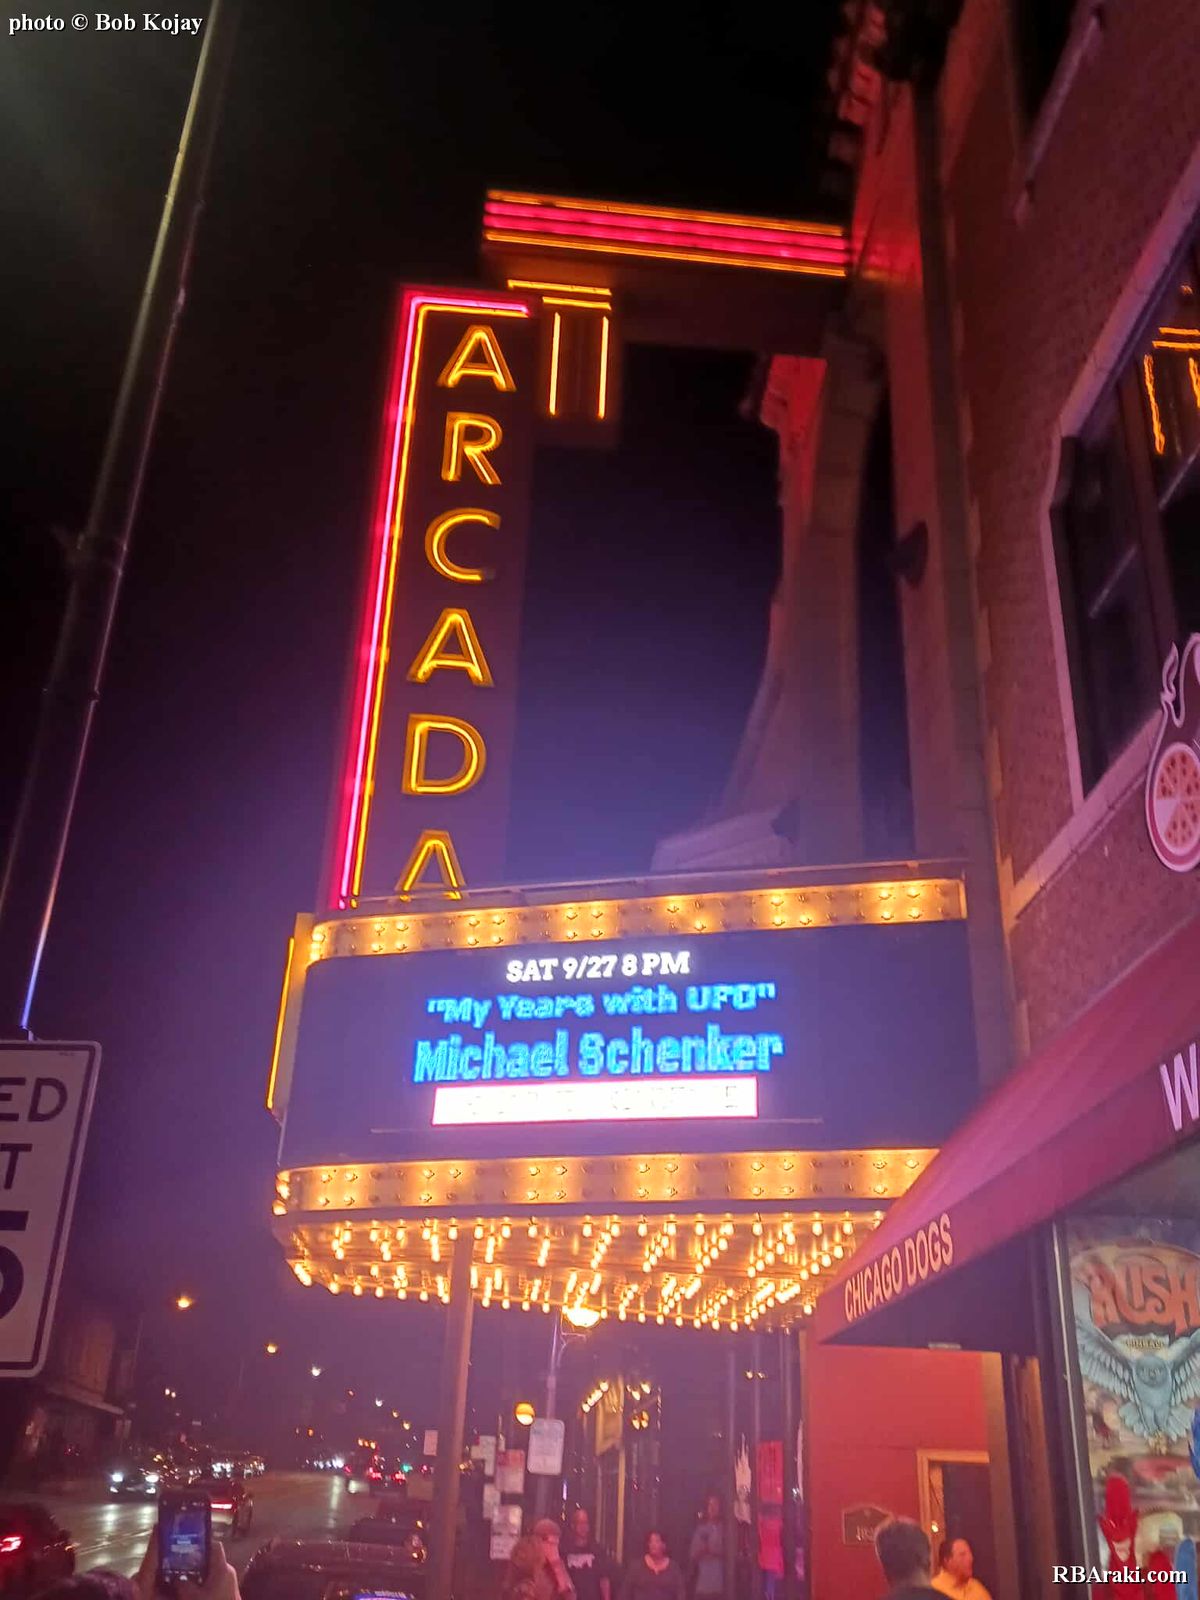 photo © Bob Kojay
ARCADA
SAT 9/27 8 PM
"My Years with UFO"
Michael Schenker
ED
T
5
W
CHICAGO DOGS
RUSH
RBAraki.com